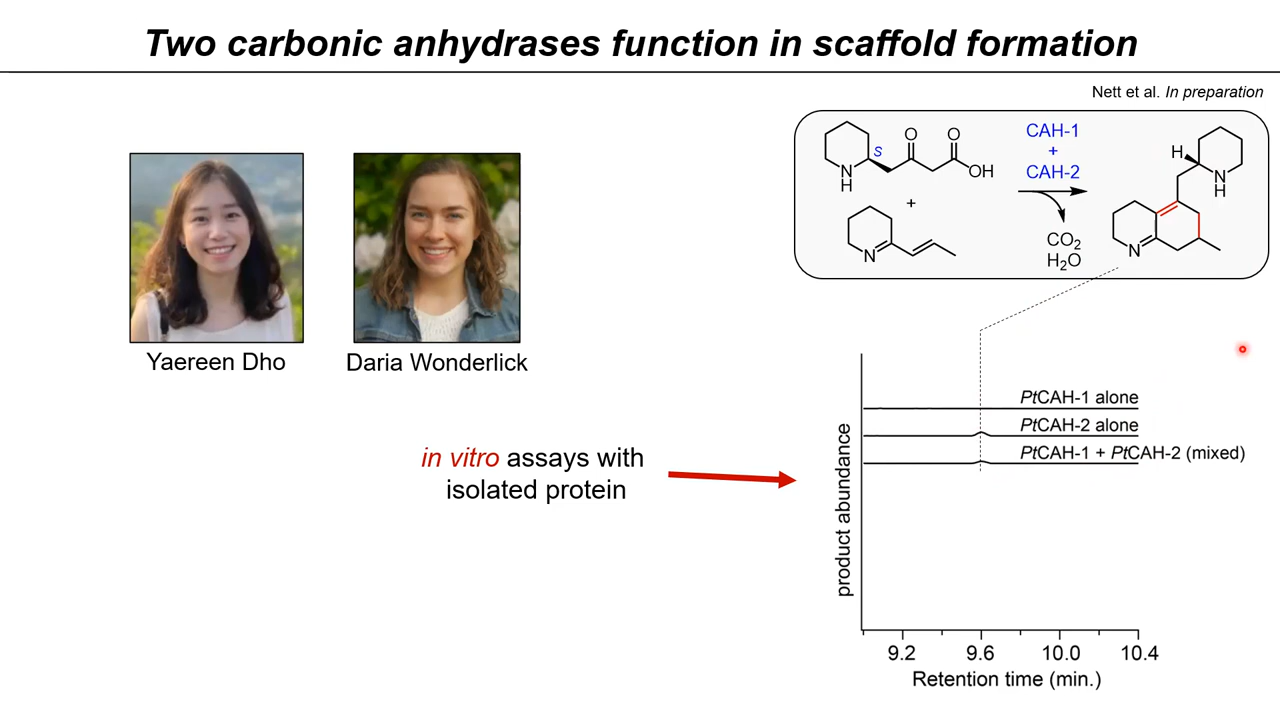 Two carbonic anhydrases function in scaffold formation
Nett et al. In preparation
Yaereen Dho
Daria Wonderlick
in vitro assays with
isolated protein
S
NH
H
O
O
OH
+
N
CAH-1
+
CAH-2
CO2
H2O
H
N
H
N
PtCAH-1 alone
PtCAH-2 alone
PtCAH-1 + PtCAH-2 (mixed)
product abundance
9.2 9.6 10.0 10.4
Retention time (min.)